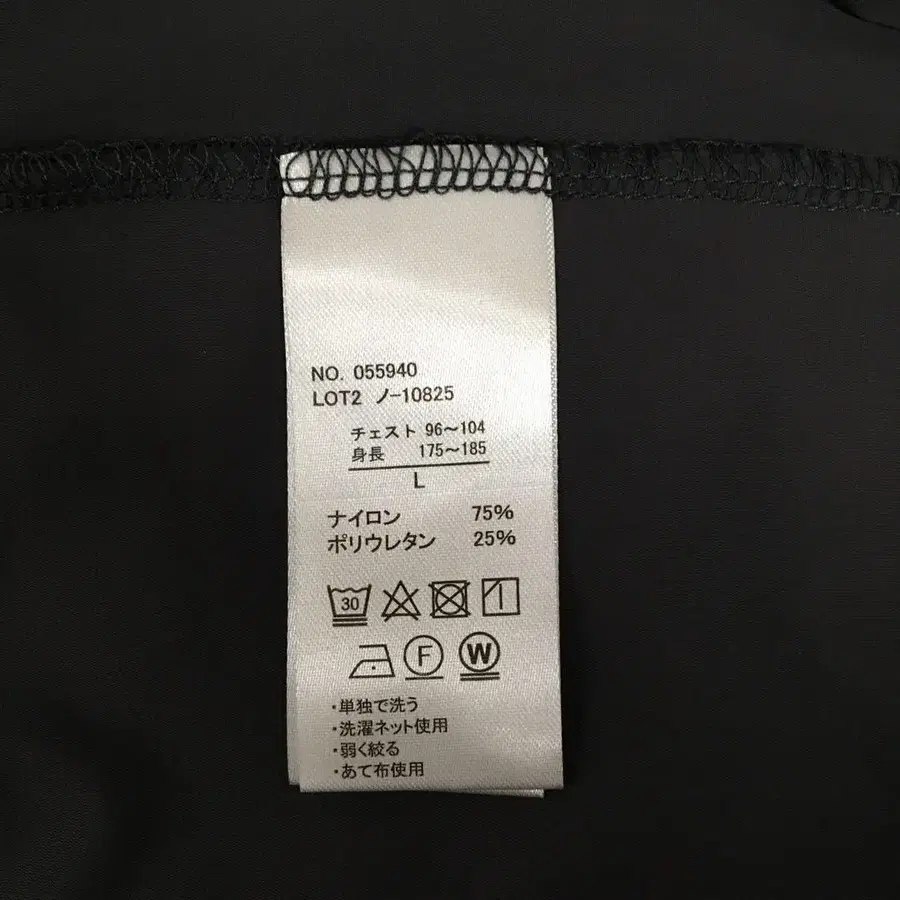 NO. 055940
LOT2 ノ-10825
チェスト 96〜104
身長 175〜185
L
ナイロン 75%
ポリウレタン 25%
30
F W
・単独で洗う
・洗濯ネット使用
・弱く絞る
・あて布使用